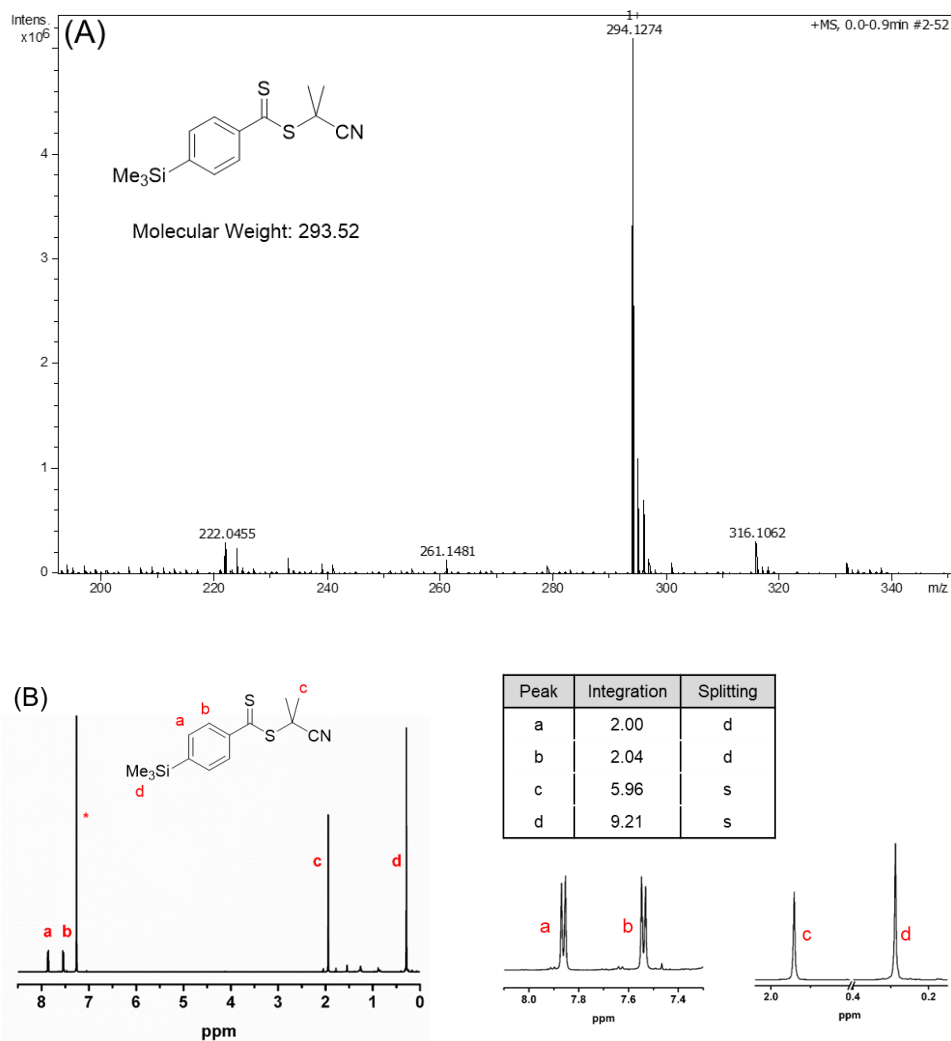 Intens.
x10⁶
(A)
1
294.1274
+MS, 0.0-0.9min #2-52
S
S
CN
Me₃Si
Molecular Weight: 293.52
4
3
2
1
0
222.0455
261.1481
316.1062
200
220
240
260
280
300
320
340
m/z
(B)
S
c
a
b
S
CN
Me₃Si
d
*
c
d
a
b
8
7
6
5
4
3
2
1
0
ppm
Peak Integration Splitting
a 2.00 d
b 2.04 d
c 5.96 s
d 9.21 s
a
b
8.0 7.8 7.6 7.4
ppm
c
d
2.0 0.4 0.2
ppm